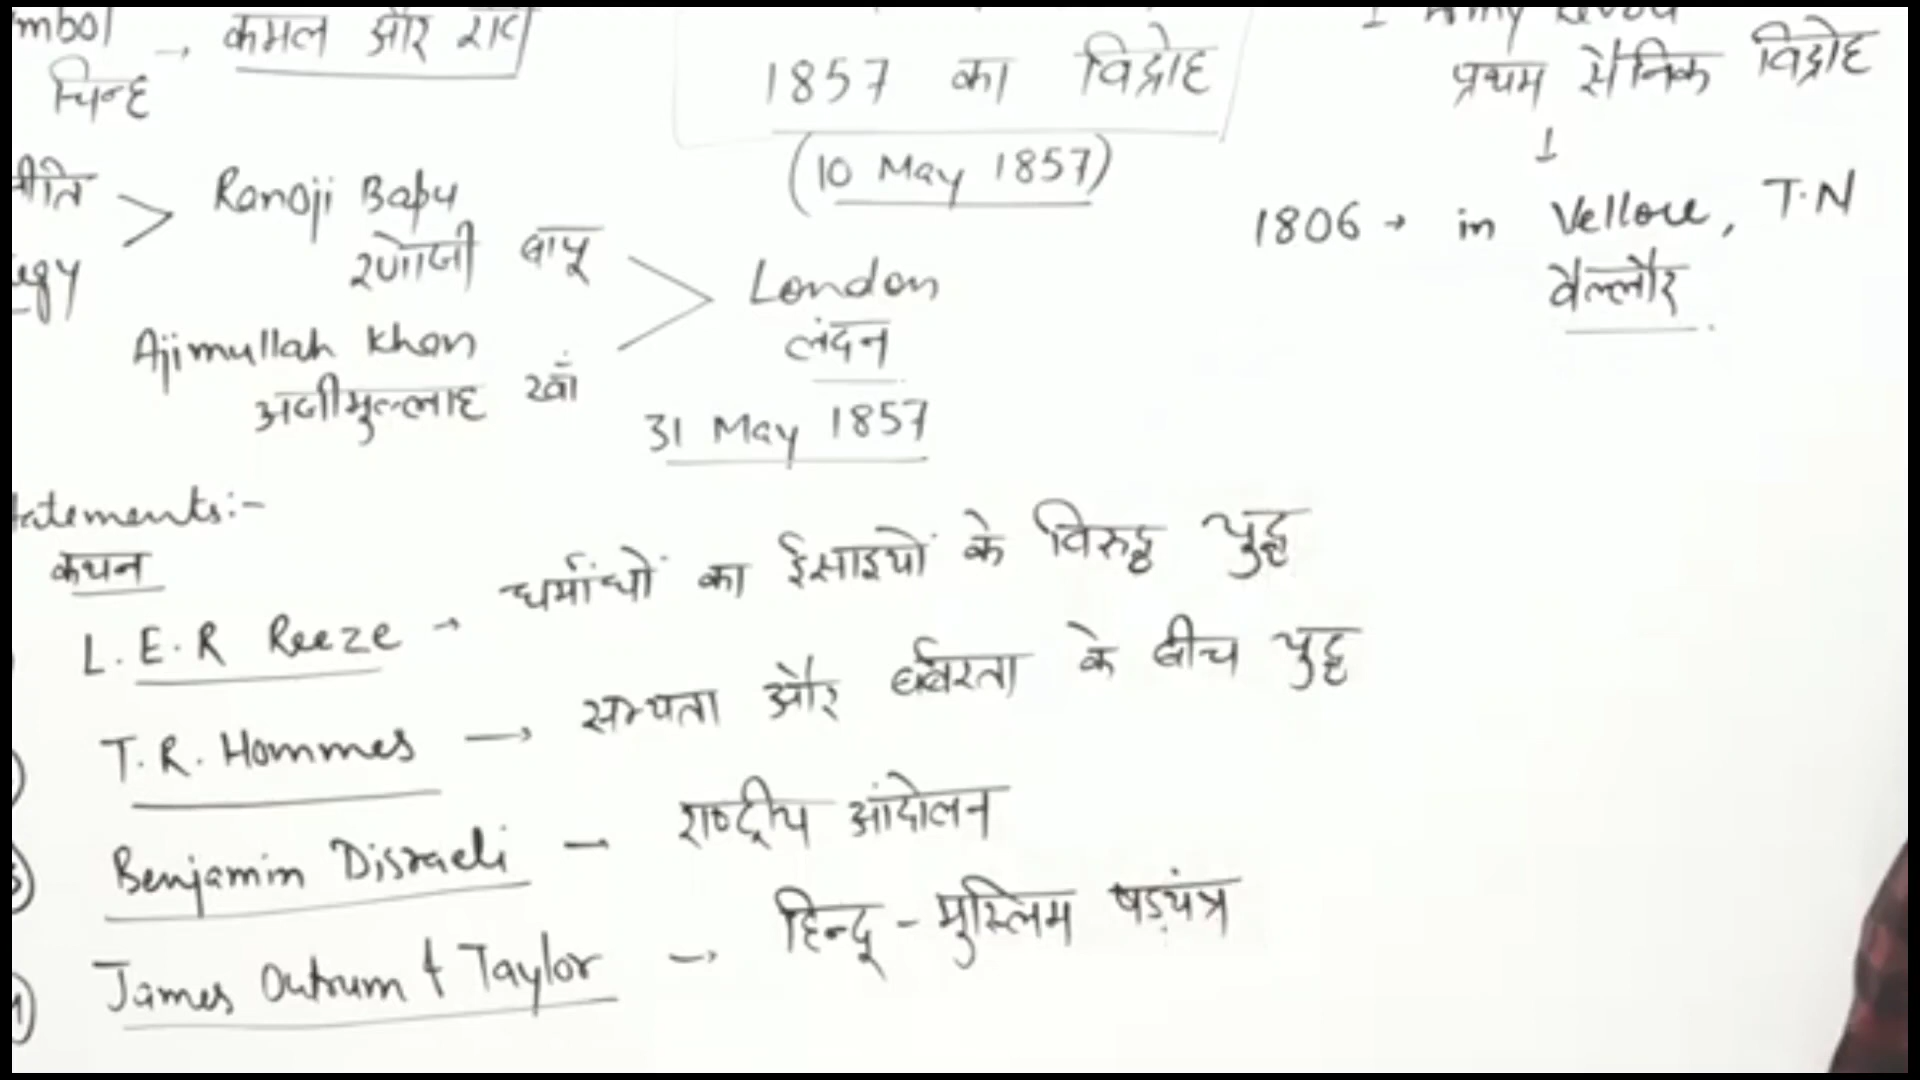 कमल और
चिन्ह
1857 का विद्रोह
(10 May 1857)
प्रथम सैनिक विद्रोह
1806 → in Vellore, T.N
वैल्लौर
Ranoji Bapu
रणोजी बापू
Ajimullah Khan
अजीमुल्लाह खां
London
लंदन
31 May 1857
tatements:-
कथन
L.E.R Reeze → धर्मांधों का ईसाइयों के विरुद्ध युद्ध
T.R. Hommes → सभ्यता और बर्बरता के बीच युद्ध
Benjamin Disraeli — राष्ट्रीय आंदोलन
James Outrum & Taylor → हिन्दू - मुस्लिम षड़यंत्र